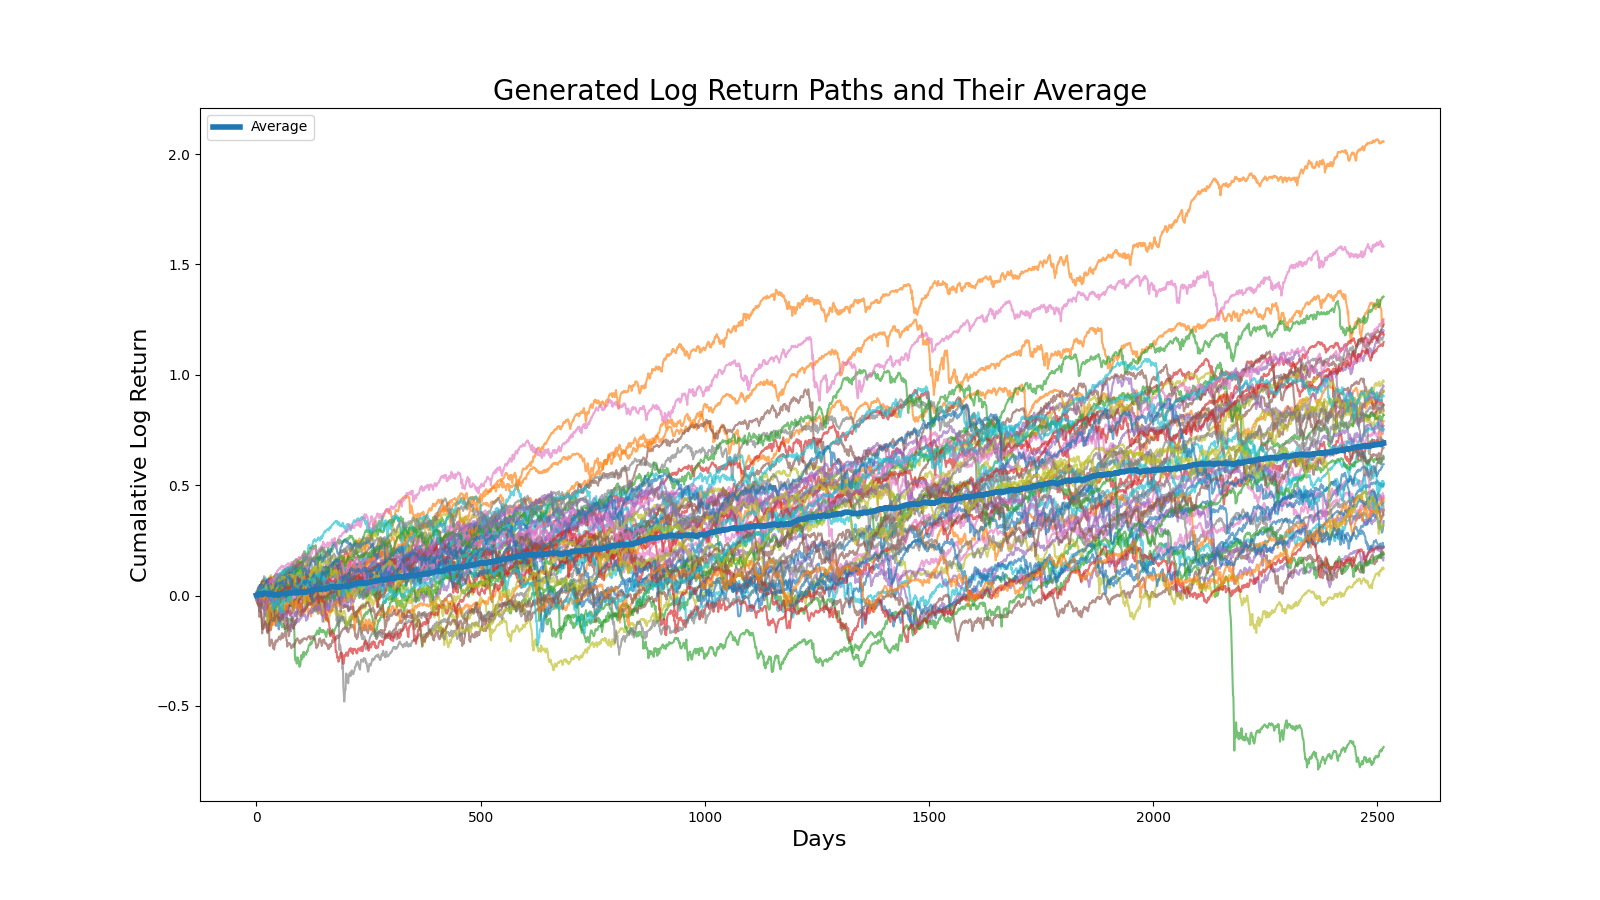 Generated Log Return Paths and Their Average
Average
Cumalative Log Return
2.0
1.5
1.0
0.5
0.0
−0.5
0 500 1000 1500 2000 2500
Days